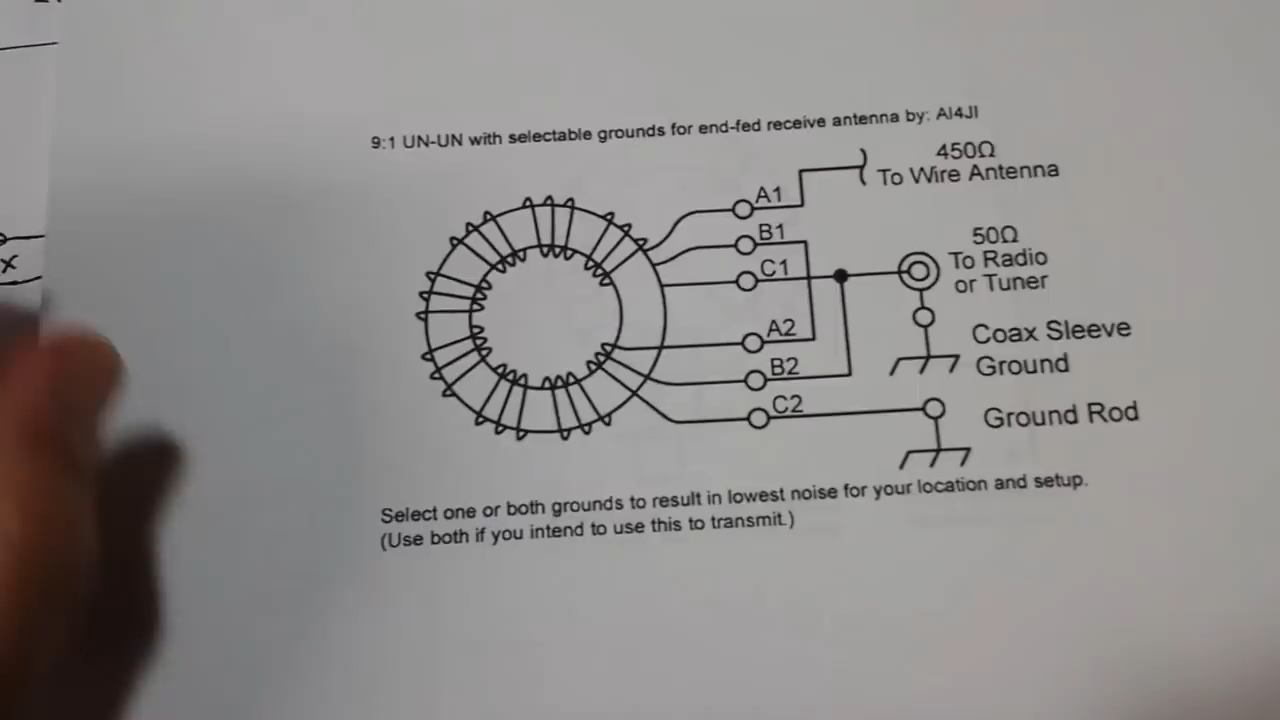 9:1 UN-UN with selectable grounds for end-fed receive antenna by: AI4JI
450Ω
To Wire Antenna
A1
B1
C1
50Ω
To Radio
or Tuner
A2
B2
C2
Coax Sleeve
Ground
Ground Rod
x
Select one or both grounds to result in lowest noise for your location and setup.
(Use both if you intend to use this to transmit.)